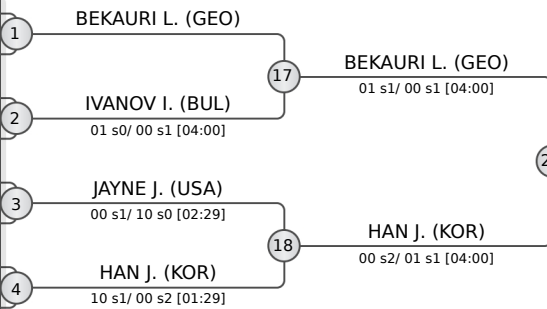 BEKAURI L. (GEO)
1
17
BEKAURI L. (GEO)
01 s1/ 00 s1 [04:00]
IVANOV I. (BUL)
2
01 s0/ 00 s1 [04:00]
JAYNE J. (USA)
3
00 s1/ 10 s0 [02:29]
18
HAN J. (KOR)
00 s2/ 01 s1 [04:00]
HAN J. (KOR)
4
10 s1/ 00 s2 [01:29]